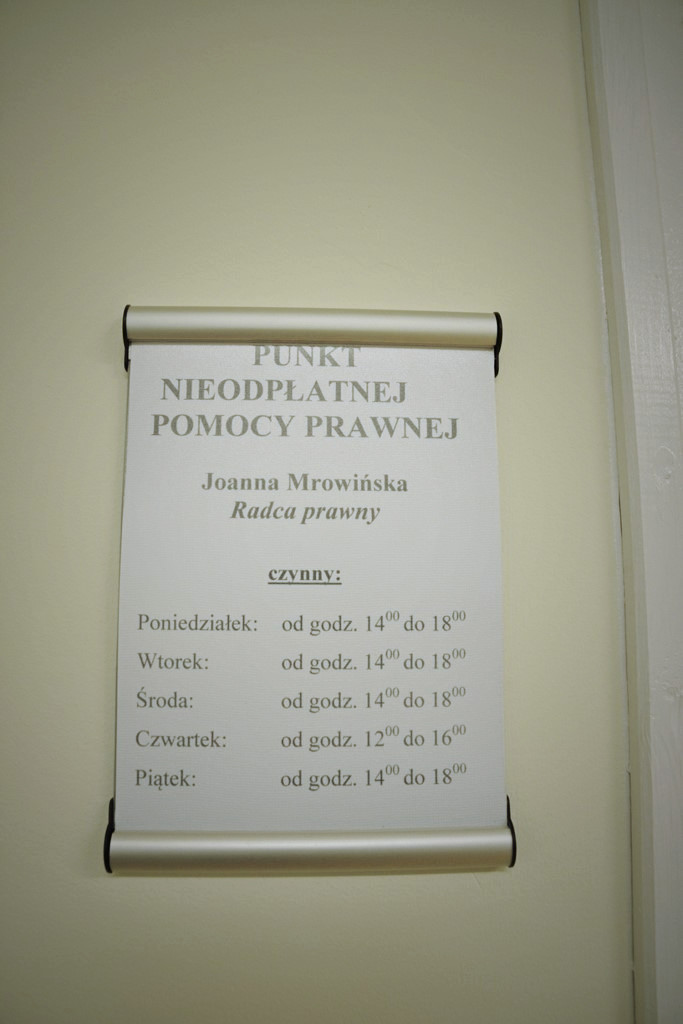 PUNKT
NIEODPŁATNEJ
POMOCY PRAWNEJ
Joanna Mrowińska
Radca prawny
czynny:
Poniedziałek: od godz. 14⁰⁰ do 18⁰⁰
Wtorek: od godz. 14⁰⁰ do 18⁰⁰
Środa: od godz. 14⁰⁰ do 18⁰⁰
Czwartek: od godz. 12⁰⁰ do 16⁰⁰
Piątek: od godz. 14⁰⁰ do 18⁰⁰